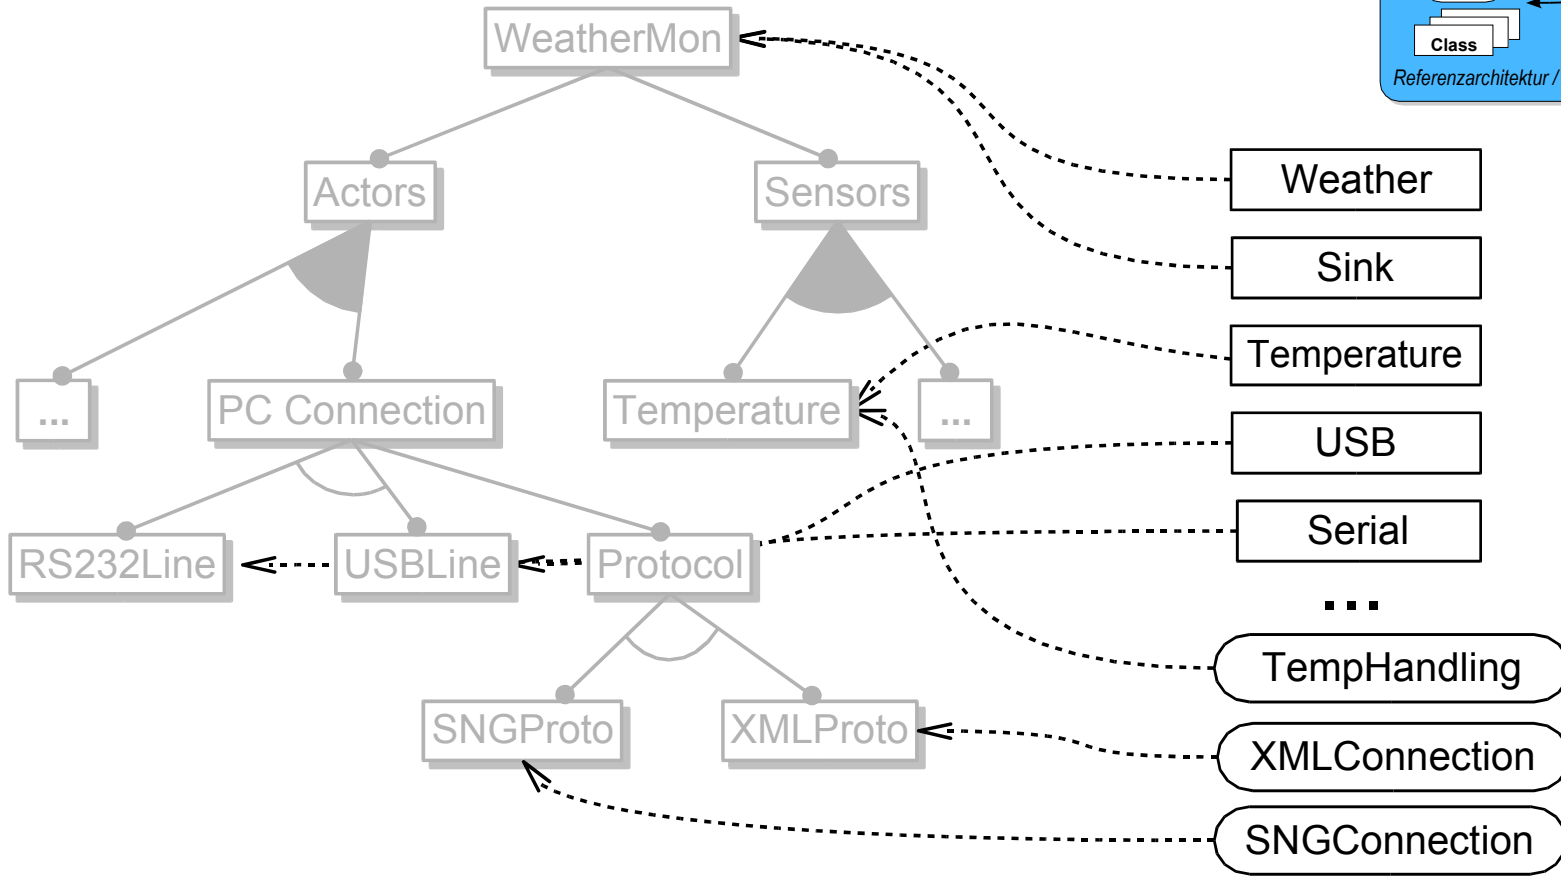 WeatherMon
Class
Referenzarchitektur /
Actors
Sensors
Weather
Sink
Temperature
...
PC Connection
Temperature
...
USB
Serial
RS232Line
USBLine
Protocol
...
TempHandling
SNGProto
XMLProto
XMLConnection
SNGConnection